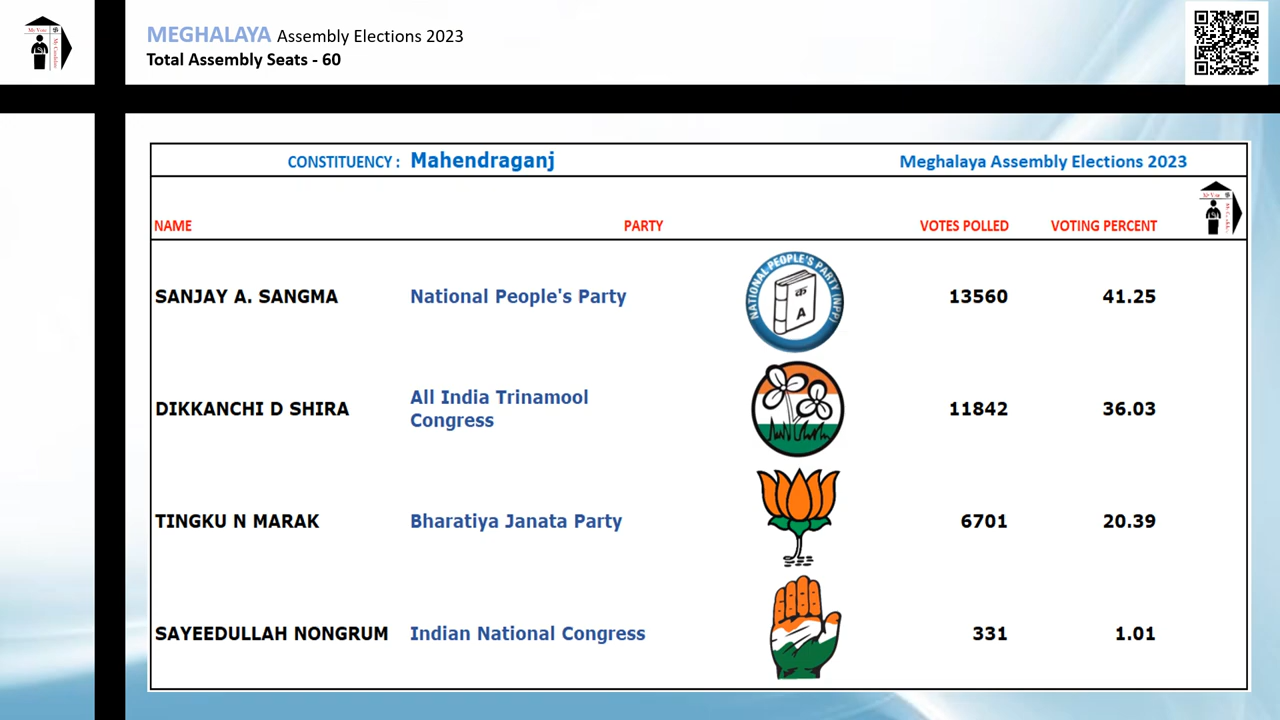 MEGHALAYA Assembly Elections 2023
Total Assembly Seats - 60
CONSTITUENCY : Mahendraganj Meghalaya Assembly Elections 2023
NAME PARTY VOTES POLLED VOTING PERCENT
SANJAY A. SANGMA National People's Party 13560 41.25
NATIONAL PEOPLE'S PARTY (NPP)
क
A
DIKKANCHI D SHIRA All India Trinamool Congress 11842 36.03
TINGKU N MARAK Bharatiya Janata Party 6701 20.39
SAYEEDULLAH NONGRUM Indian National Congress 331 1.01